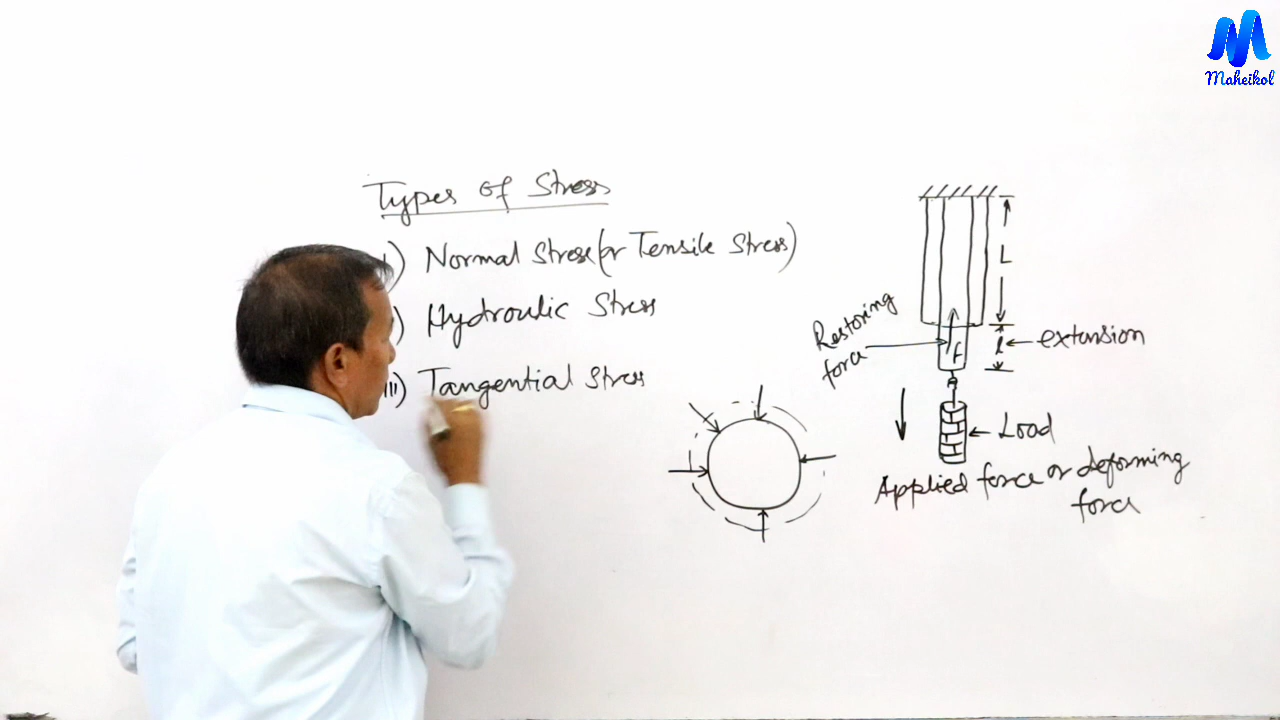 Maheikol
Types Of Stress
) Normal Stress (or Tensile Stress)
) Hydroulic Stress
iii) Tangential Stress
L
Restoring
force
F
l
extension
Load
Applied force or deforming
force